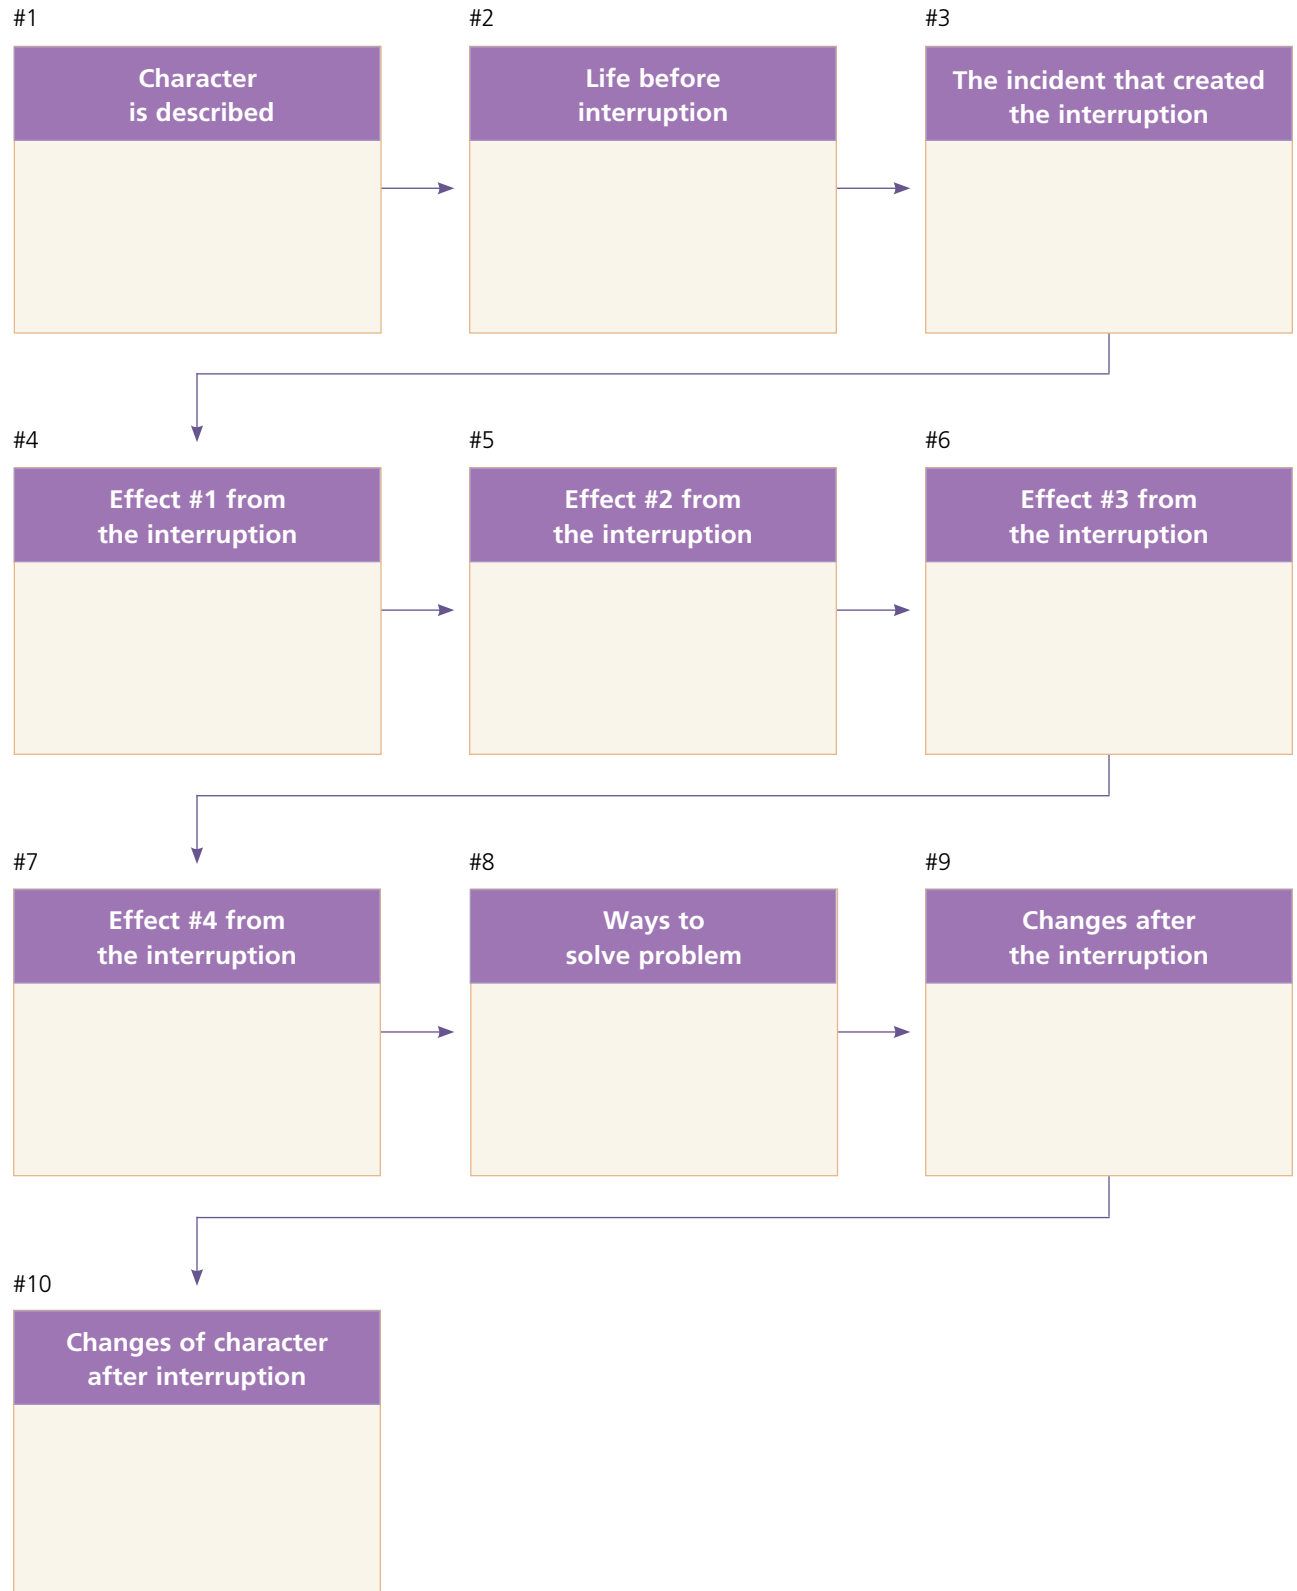 #1
Character
is described
#2
Life before
interruption
#3
The incident that created
the interruption
#4
Effect #1 from
the interruption
#5
Effect #2 from
the interruption
#6
Effect #3 from
the interruption
#7
Effect #4 from
the interruption
#8
Ways to
solve problem
#9
Changes after
the interruption
#10
Changes of character
after interruption